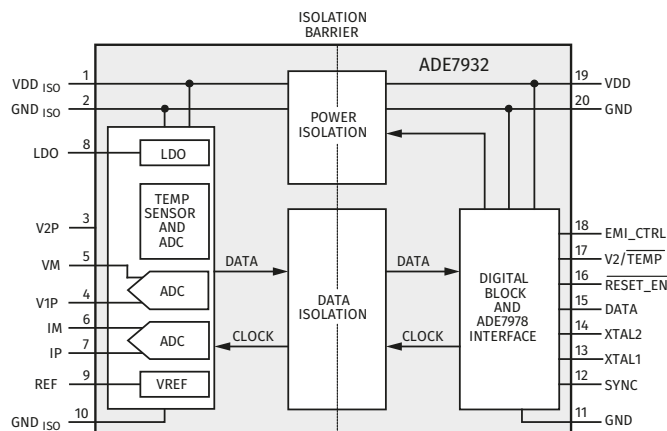 ISOLATION
BARRIER
ADE7932
1
VDD ISO
2
GND ISO
8
LDO
3
V2P
5
VM
4
V1P
6
IM
7
IP
9
REF
10
GND ISO
LDO
TEMP
SENSOR
AND
ADC
ADC
ADC
VREF
POWER
ISOLATION
DATA
CLOCK
DATA
ISOLATION
DATA
CLOCK
DIGITAL
BLOCK
AND
ADE7978
INTERFACE
19
VDD
20
GND
18
EMI_CTRL
17
V2/TEMP
16
RESET_EN
15
DATA
14
XTAL2
13
XTAL1
12
SYNC
11
GND